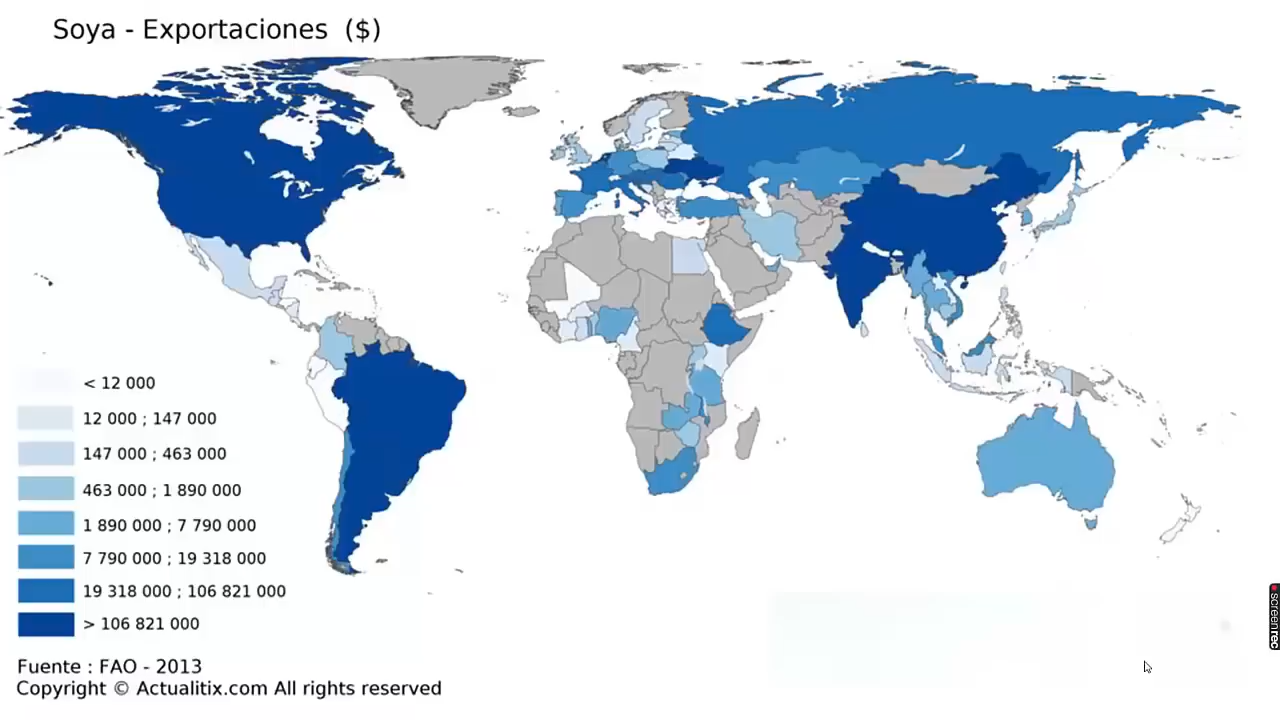 Soya - Exportaciones ($)
< 12 000
12 000 ; 147 000
147 000 ; 463 000
463 000 ; 1 890 000
1 890 000 ; 7 790 000
7 790 000 ; 19 318 000
19 318 000 ; 106 821 000
> 106 821 000
Fuente : FAO - 2013
Copyright © Actualitix.com All rights reserved
screenrec